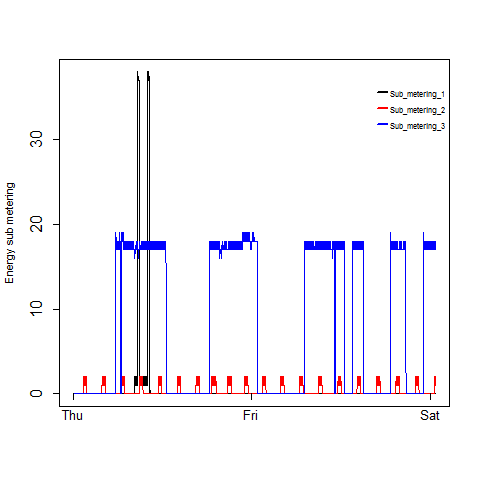 Sub_metering_1
Sub_metering_2
Sub_metering_3
Energy sub metering
30
20
10
0
Thu
Fri
Sat